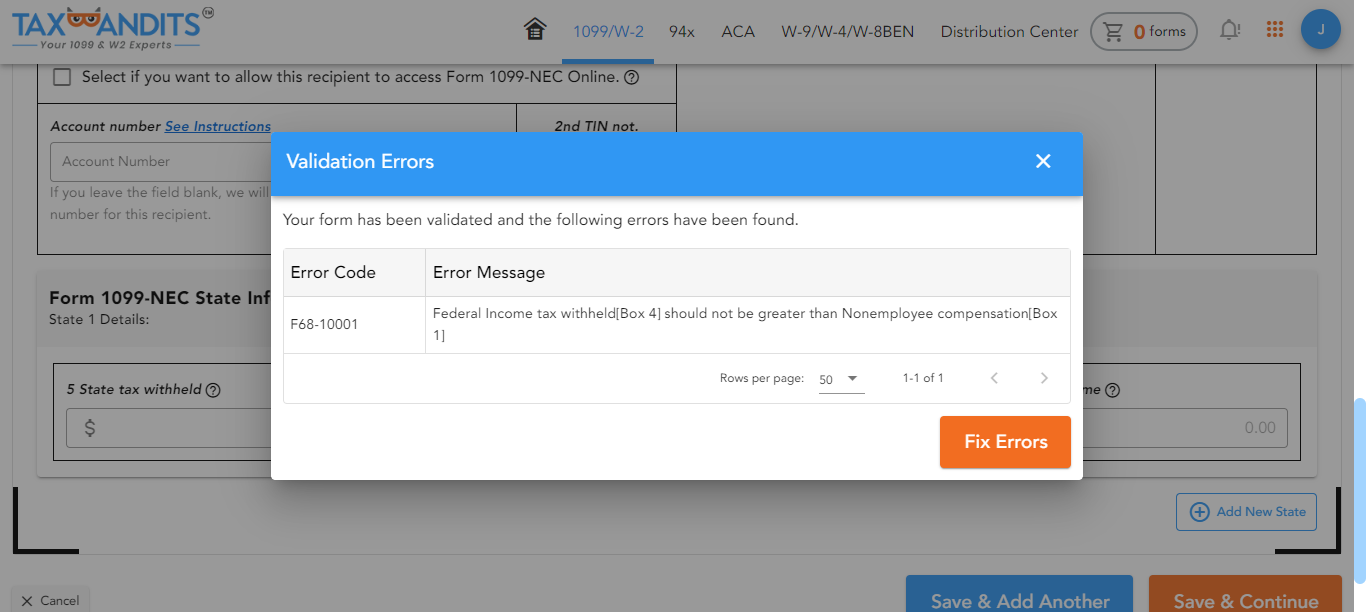 TAX BANDITS TM
Your 1099 & W2 Experts
1099/W-2
94x
ACA
W-9/W-4/W-8BEN
Distribution Center
0 forms
J
Select if you want to allow this recipient to access Form 1099-NEC Online.
Account number See Instructions
2nd TIN not.
Account Number
If you leave the field blank, we will
number for this recipient.
Validation Errors
Your form has been validated and the following errors have been found.
Error Code
Error Message
F68-10001
Federal Income tax withheld[Box 4] should not be greater than Nonemployee compensation[Box
1]
Rows per page:
50
1-1 of 1
Fix Errors
Form 1099-NEC State Inf
State 1 Details:
5 State tax withheld
me
$
0.00
Add New State
Cancel
Save & Add Another
Save & Continue